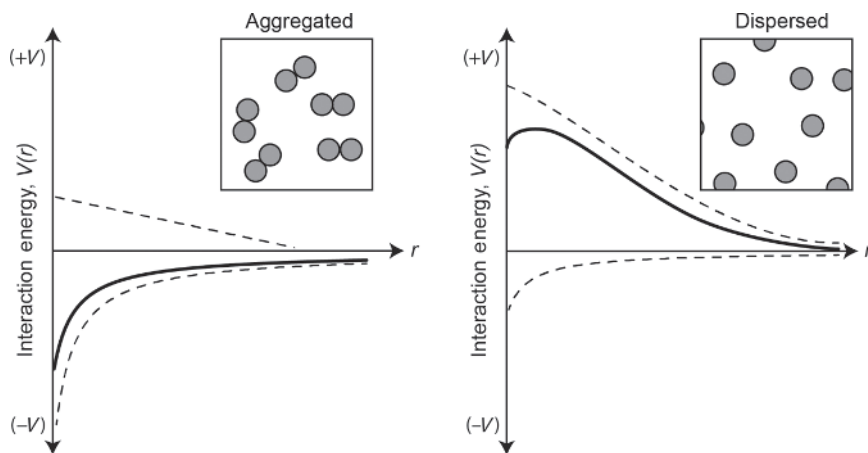 Aggregated
(+V)
Interaction energy, V(r)
r
(–V)
Dispersed
(+V)
Interaction energy, V(r)
r
(–V)